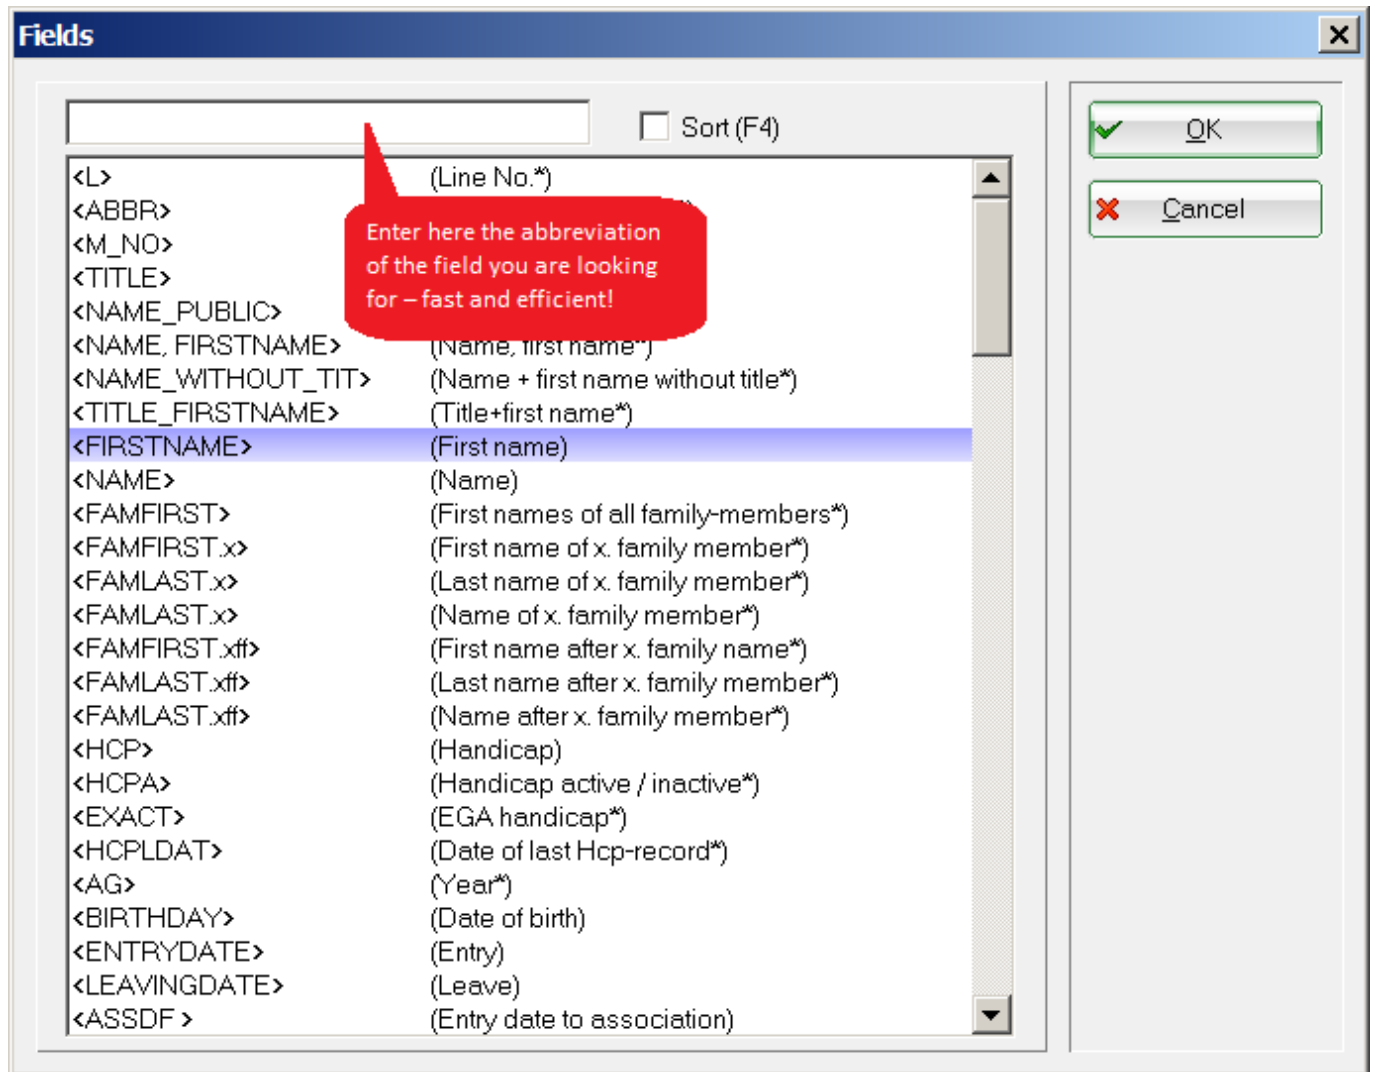 Fields
Sort (F4)
OK
Cancel
<L> (Line No.*)
<ABBR>
<M_NO>
<TITLE>
<NAME_PUBLIC>
Enter here the abbreviation
of the field you are looking
for – fast and efficient!
<NAME, FIRSTNAME> (Name, first name*)
<NAME_WITHOUT_TIT> (Name + first name without title*)
<TITLE_FIRSTNAME> (Title+first name*)
<FIRSTNAME> (First name)
<NAME> (Name)
<FAMFIRST> (First names of all family-members*)
<FAMFIRST.x> (First name of x. family member*)
<FAMLAST.x> (Last name of x. family member*)
<FAMLAST.x> (Name of x. family member*)
<FAMFIRST.xff> (First name after x. family name*)
<FAMLAST.xff> (Last name after x. family member*)
<FAMLAST.xff> (Name after x. family member*)
<HCP> (Handicap)
<HCPA> (Handicap active / inactive*)
<EXACT> (EGA handicap*)
<HCPLDAT> (Date of last Hcp-record*)
<AG> (Year*)
<BIRTHDAY> (Date of birth)
<ENTRYDATE> (Entry)
<LEAVINGDATE> (Leave)
<ASSDF > (Entry date to association)